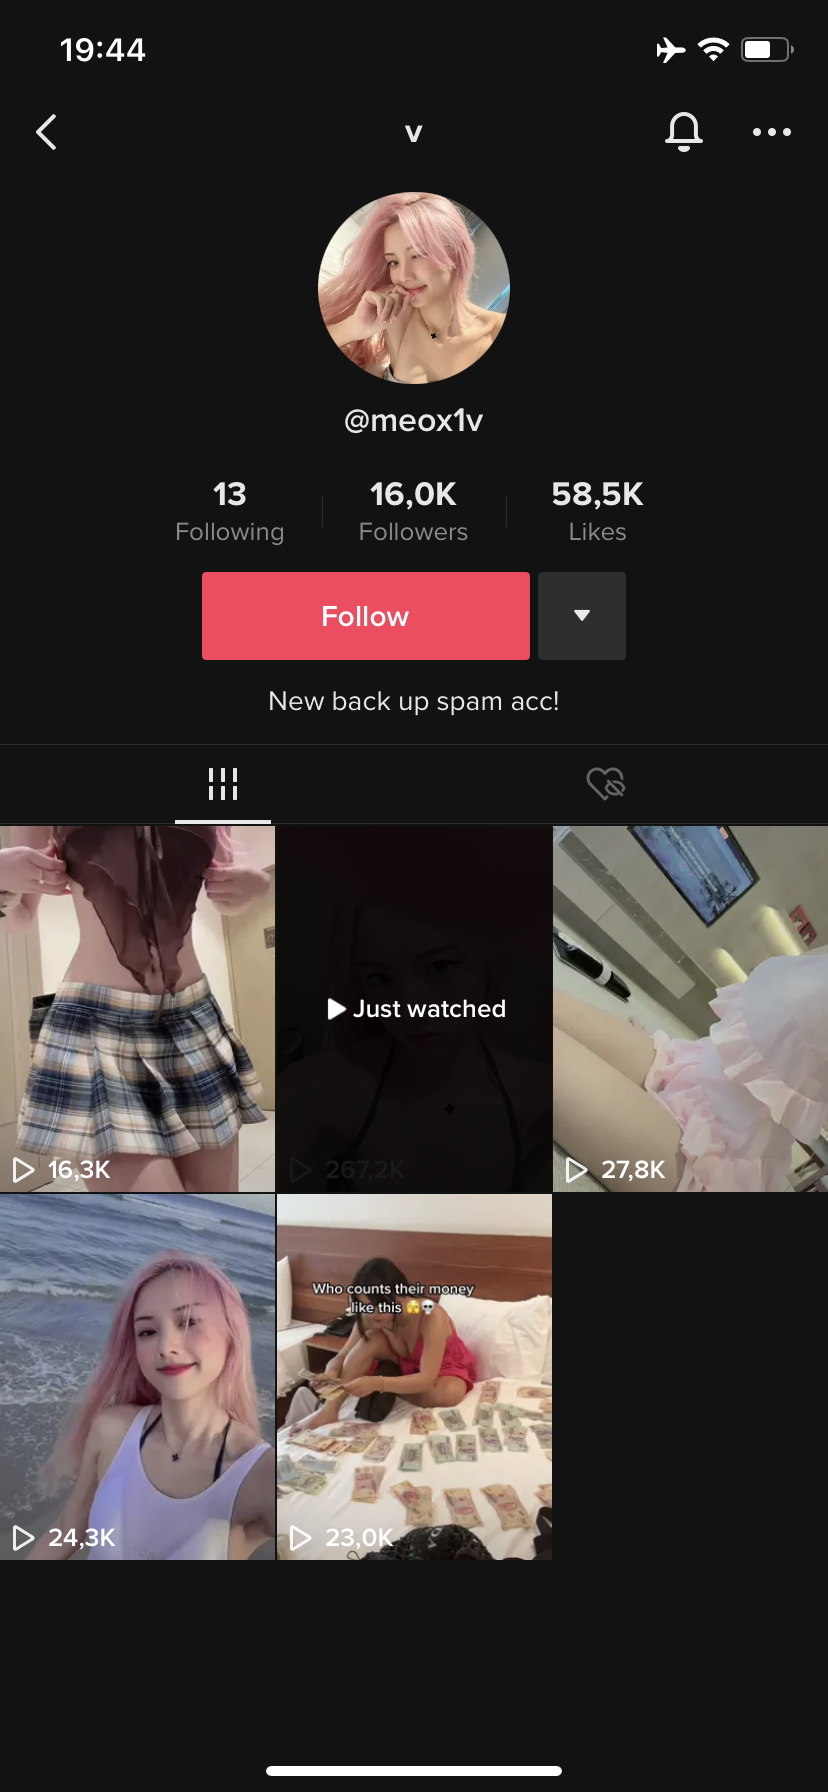 19:44
v
@meox1v
13
Following
16,0K
Followers
58,5K
Likes
Follow
New back up spam acc!
16,3K
Just watched
267,2K
27,8K
24,3K
Who counts their money
like this 🫣💀
23,0K